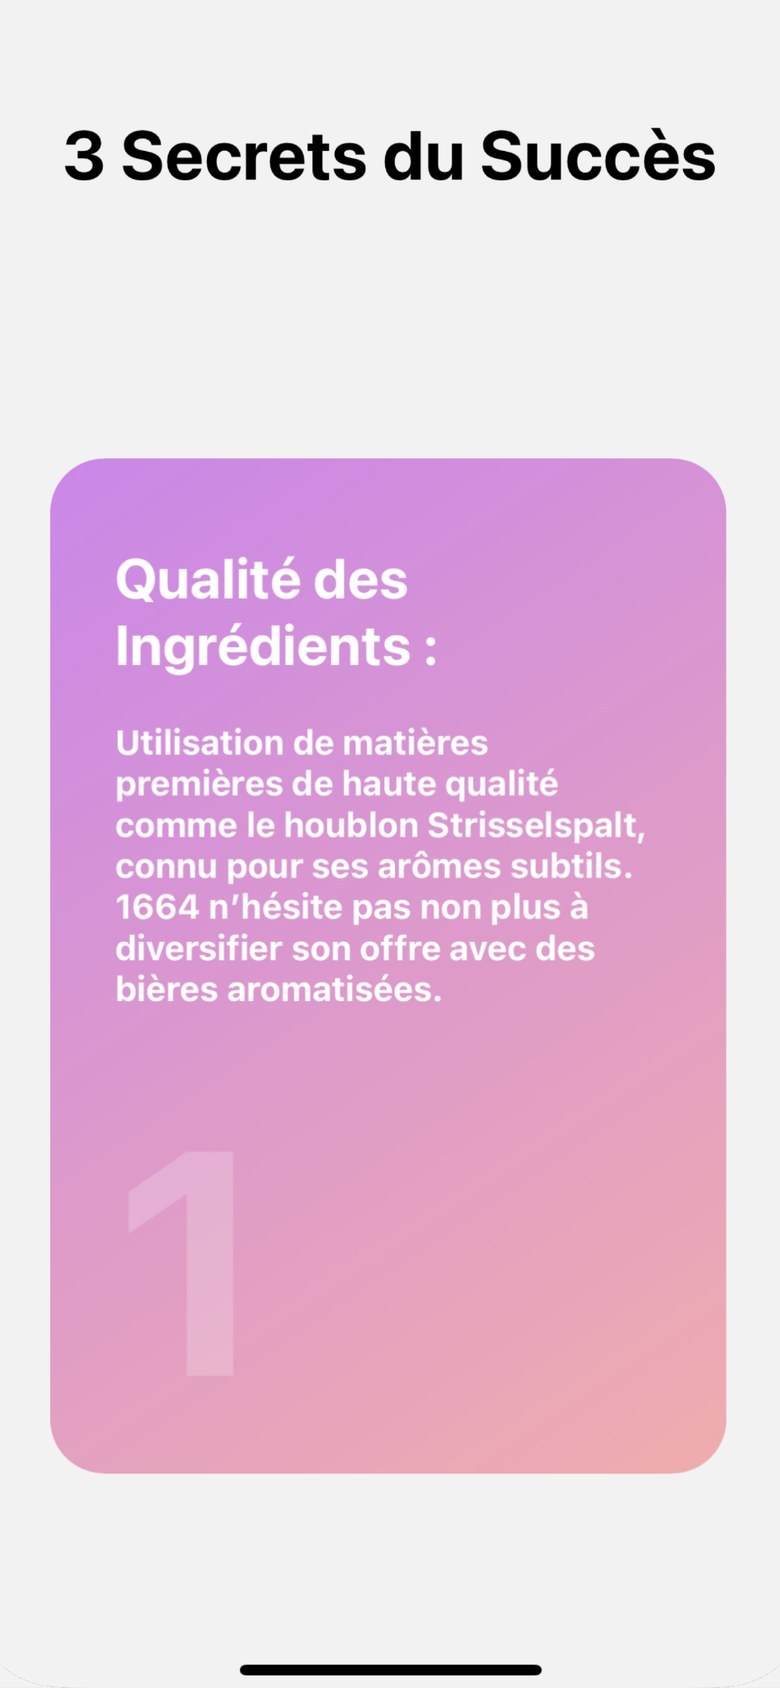 3 Secrets du Succès
Qualité des
Ingrédients :
Utilisation de matières
premières de haute qualité
comme le houblon Strisselspalt,
connu pour ses arômes subtils.
1664 n’hésite pas non plus à
diversifier son offre avec des
bières aromatisées.
1